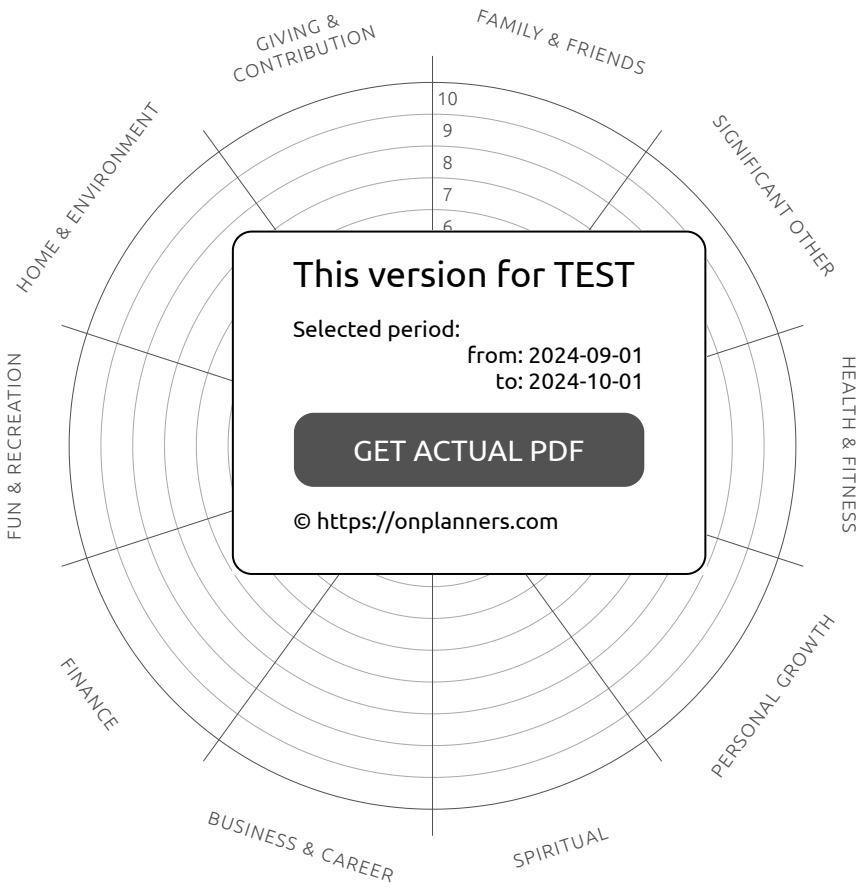 GIVING &
CONTRIBUTION
FAMILY & FRIENDS
SIGNIFICANT OTHER
HOME & ENVIRONMENT
10
9
8
7
6
This version for TEST
Selected period:
from: 2024-09-01
to: 2024-10-01
GET ACTUAL PDF
© https://onplanners.com
FUN & RECREATION
HEALTH & FITNESS
FINANCE
PERSONAL GROWTH
BUSINESS & CAREER
SPIRITUAL